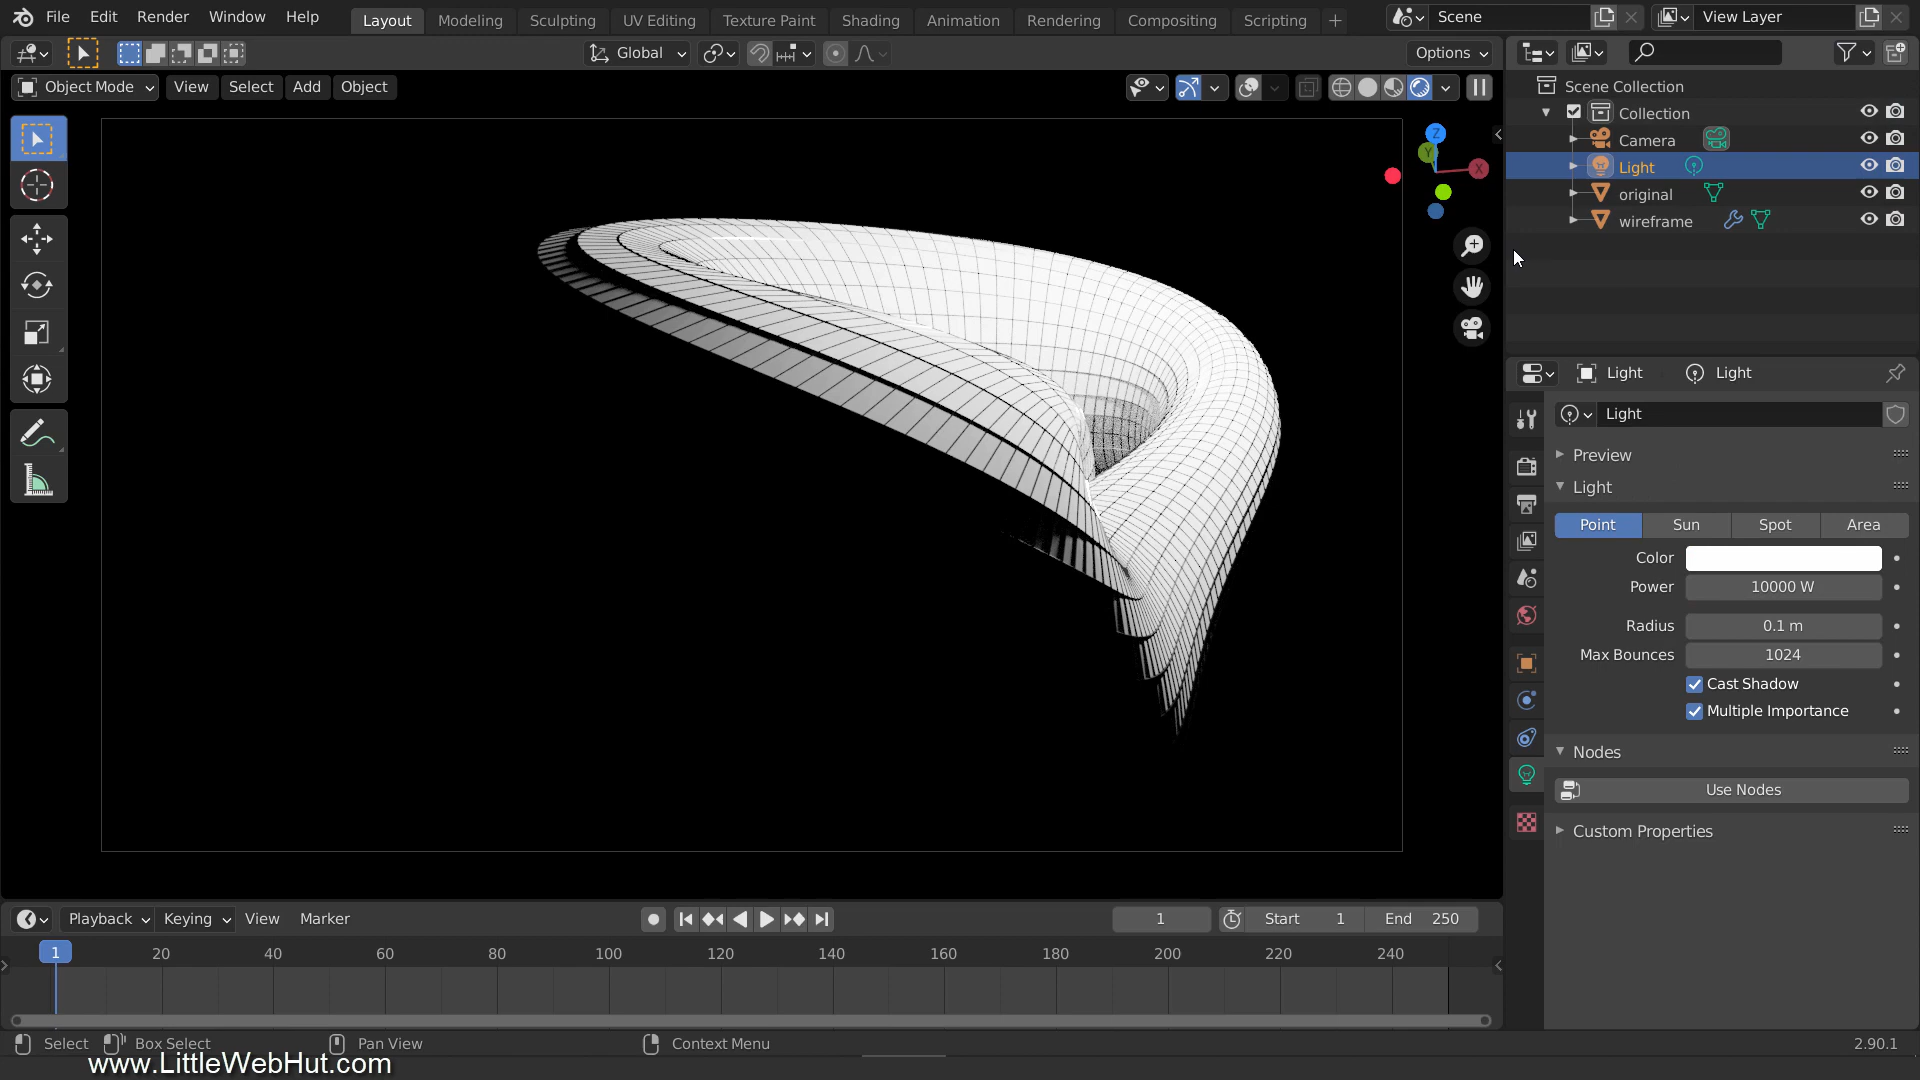 File Edit Render Window Help
Layout Modeling Sculpting UV Editing Texture Paint Shading Animation Rendering Compositing Scripting +
Scene
View Layer
Global
Options
Object Mode View Select Add Object
Z
Y
X
Scene Collection
Collection
Camera
Light
original
wireframe
Light Light
Light
Preview
Light
Point Sun Spot Area
Color
Power 10000 W
Radius 0.1 m
Max Bounces 1024
Cast Shadow
Multiple Importance
Nodes
Use Nodes
Custom Properties
Playback Keying View Marker
1 Start 1 End 250
1 20 40 60 80 100 120 140 160 180 200 220 240
Select Box Select Pan View Context Menu 2.90.1
www.LittleWebHut.com